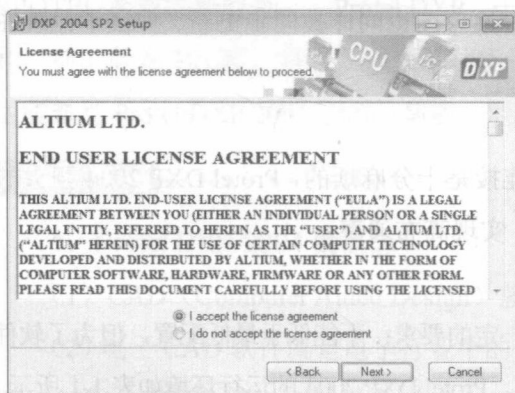 DXP 2004 SP2 Setup
License Agreement
You must agree with the license agreement below to proceed.
CPU
DXP
ALTIUM LTD.
END USER LICENSE AGREEMENT
THIS ALTIUM LTD. END-USER LICENSE AGREEMENT ("EULA") IS A LEGAL
AGREEMENT BETWEEN YOU (EITHER AN INDIVIDUAL PERSON OR A SINGLE
LEGAL ENTITY, REFERRED TO HEREIN AS THE "USER") AND ALTIUM LTD.
("ALTIUM" HEREIN) FOR THE USE OF CERTAIN COMPUTER TECHNOLOGY
DEVELOPED AND DISTRIBUTED BY ALTIUM, WHETHER IN THE FORM OF
COMPUTER SOFTWARE, HARDWARE, FIRMWARE OR ANY OTHER FORM.
PLEASE READ THIS DOCUMENT CAREFULLY BEFORE USING THE LICENSED
I accept the license agreement
I do not accept the license agreement
< Back
Next >
Cancel